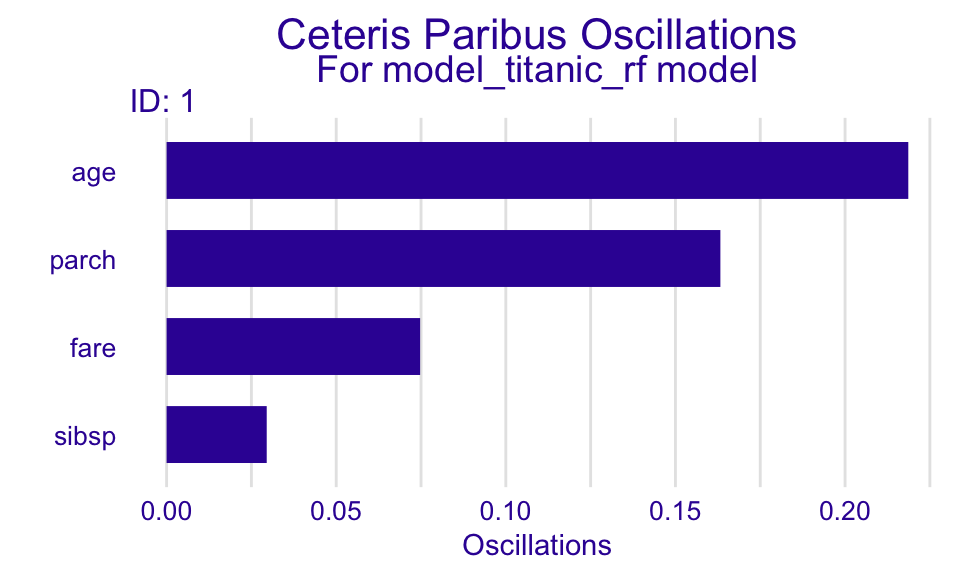 Ceteris Paribus Oscillations
For model_titanic_rf model
ID: 1
age
parch
fare
sibsp
0.00 0.05 0.10 0.15 0.20
Oscillations